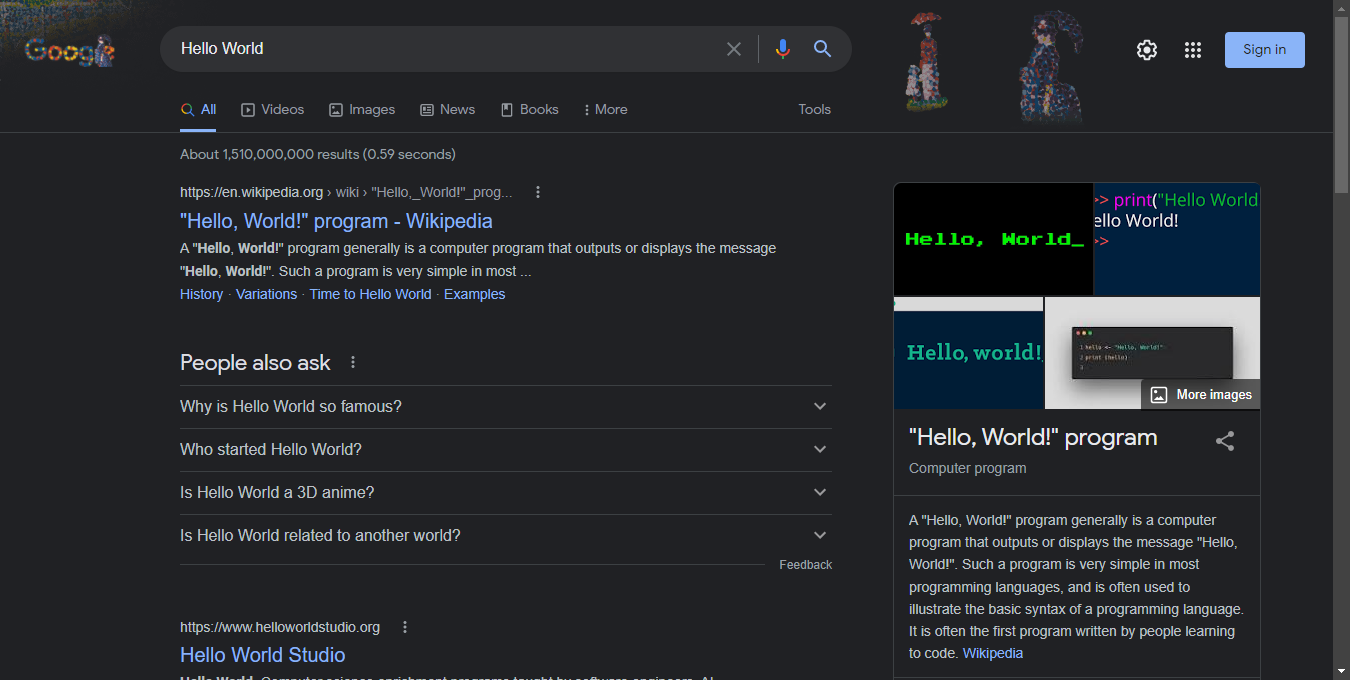 Google
Hello World
Sign in
All
Videos
Images
News
Books
More
Tools
About 1,510,000,000 results (0.59 seconds)
https://en.wikipedia.org › wiki › "Hello,_World!"_prog...
"Hello, World!" program - Wikipedia
A "Hello, World!" program generally is a computer program that outputs or displays the message
"Hello, World!". Such a program is very simple in most ...
History · Variations · Time to Hello World · Examples
People also ask
Why is Hello World so famous?
Who started Hello World?
Is Hello World a 3D anime?
Is Hello World related to another world?
Feedback
https://www.helloworldstudio.org
Hello World Studio
Hello, World_
>> print("Hello World
ello World!
>>
Hello, world!
1 hello <- "Hello, World!"
2 print (hello)
3
More images
"Hello, World!" program
Computer program
A "Hello, World!" program generally is a computer
program that outputs or displays the message "Hello,
World!". Such a program is very simple in most
programming languages, and is often used to
illustrate the basic syntax of a programming language.
It is often the first program written by people learning
to code. Wikipedia